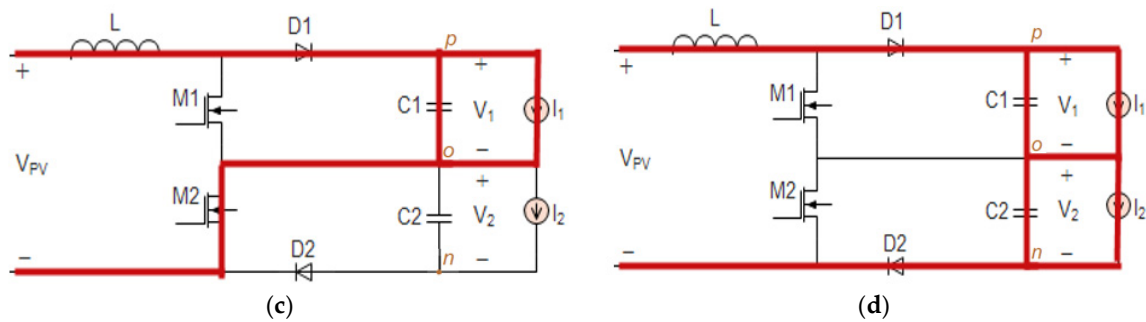 L
D1
p
+
+
M1
C1
V1
I1
−
o
VPV
+
M2
C2
V2
I2
−
D2
−
n
(c)
L
D1
p
+
+
M1
C1
V1
I1
−
o
VPV
+
M2
C2
V2
I2
−
D2
−
n
(d)